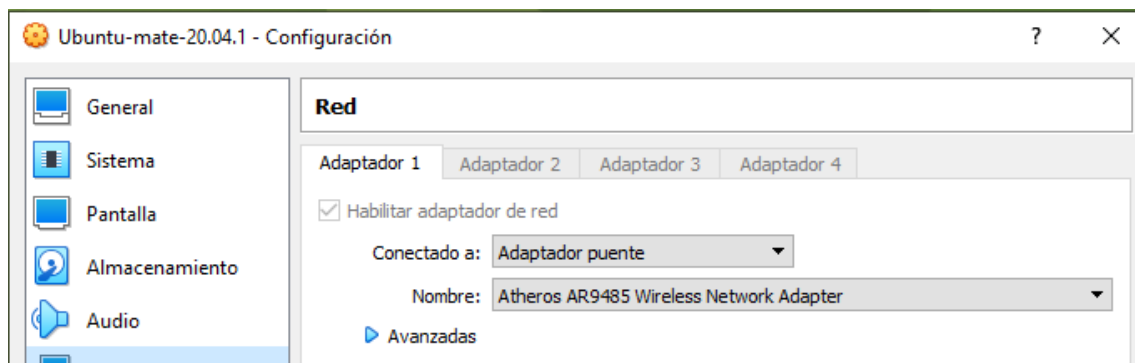 Ubuntu-mate-20.04.1 - Configuración ? ×
General
Red
Sistema
Adaptador 1 Adaptador 2 Adaptador 3 Adaptador 4
Pantalla
Habilitar adaptador de red
Conectado a: Adaptador puente
Almacenamiento
Nombre: Atheros AR9485 Wireless Network Adapter
Audio
Avanzadas